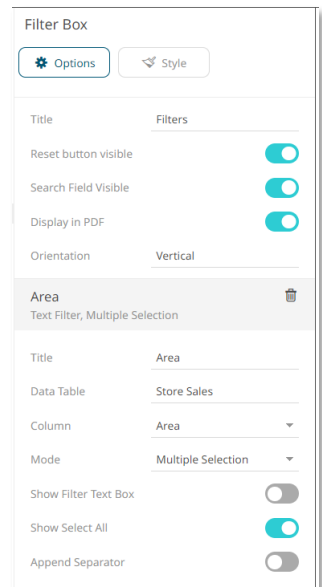 Filter Box
Options Style
Title Filters
Reset button visible
Search Field Visible
Display in PDF
Orientation Vertical
Area
Text Filter, Multiple Selection
Title Area
Data Table Store Sales
Column Area
Mode Multiple Selection
Show Filter Text Box
Show Select All
Append Separator